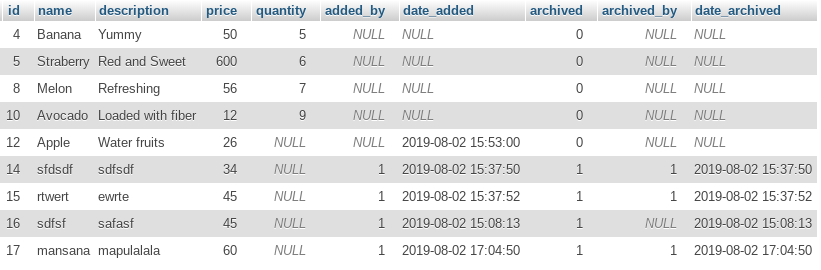 id name description price quantity added_by date_added archived archived_by date_archived
4 Banana Yummy 50 5 NULL NULL 0 NULL NULL
5 Straberry Red and Sweet 600 6 NULL NULL 0 NULL NULL
8 Melon Refreshing 56 7 NULL NULL 0 NULL NULL
10 Avocado Loaded with fiber 12 9 NULL NULL 0 NULL NULL
12 Apple Water fruits 26 NULL NULL 2019-08-02 15:53:00 0 NULL NULL
14 sfdsdf sdfsdf 34 NULL 1 2019-08-02 15:37:50 1 1 2019-08-02 15:37:50
15 rtwert ewrte 45 NULL 1 2019-08-02 15:37:52 1 1 2019-08-02 15:37:52
16 sdfsf safasf 45 NULL 1 2019-08-02 15:08:13 1 NULL 2019-08-02 15:08:13
17 mansana mapulalala 60 NULL 1 2019-08-02 17:04:50 1 1 2019-08-02 17:04:50